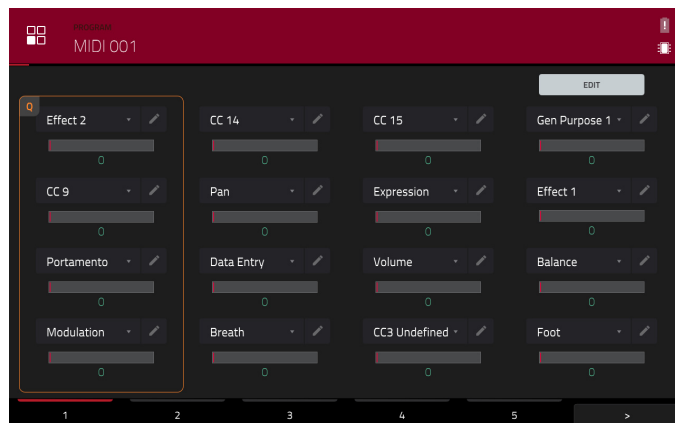 PROGRAM
MIDI 001
!
EDIT
Q
Effect 2 CC 14 CC 15 Gen Purpose 1
0 0 0 0
CC 9 Pan Expression Effect 1
0 0 0 0
Portamento Data Entry Volume Balance
0 0 0 0
Modulation Breath CC3 Undefined Foot
0 0 0 0
1 2 3 4 5 >